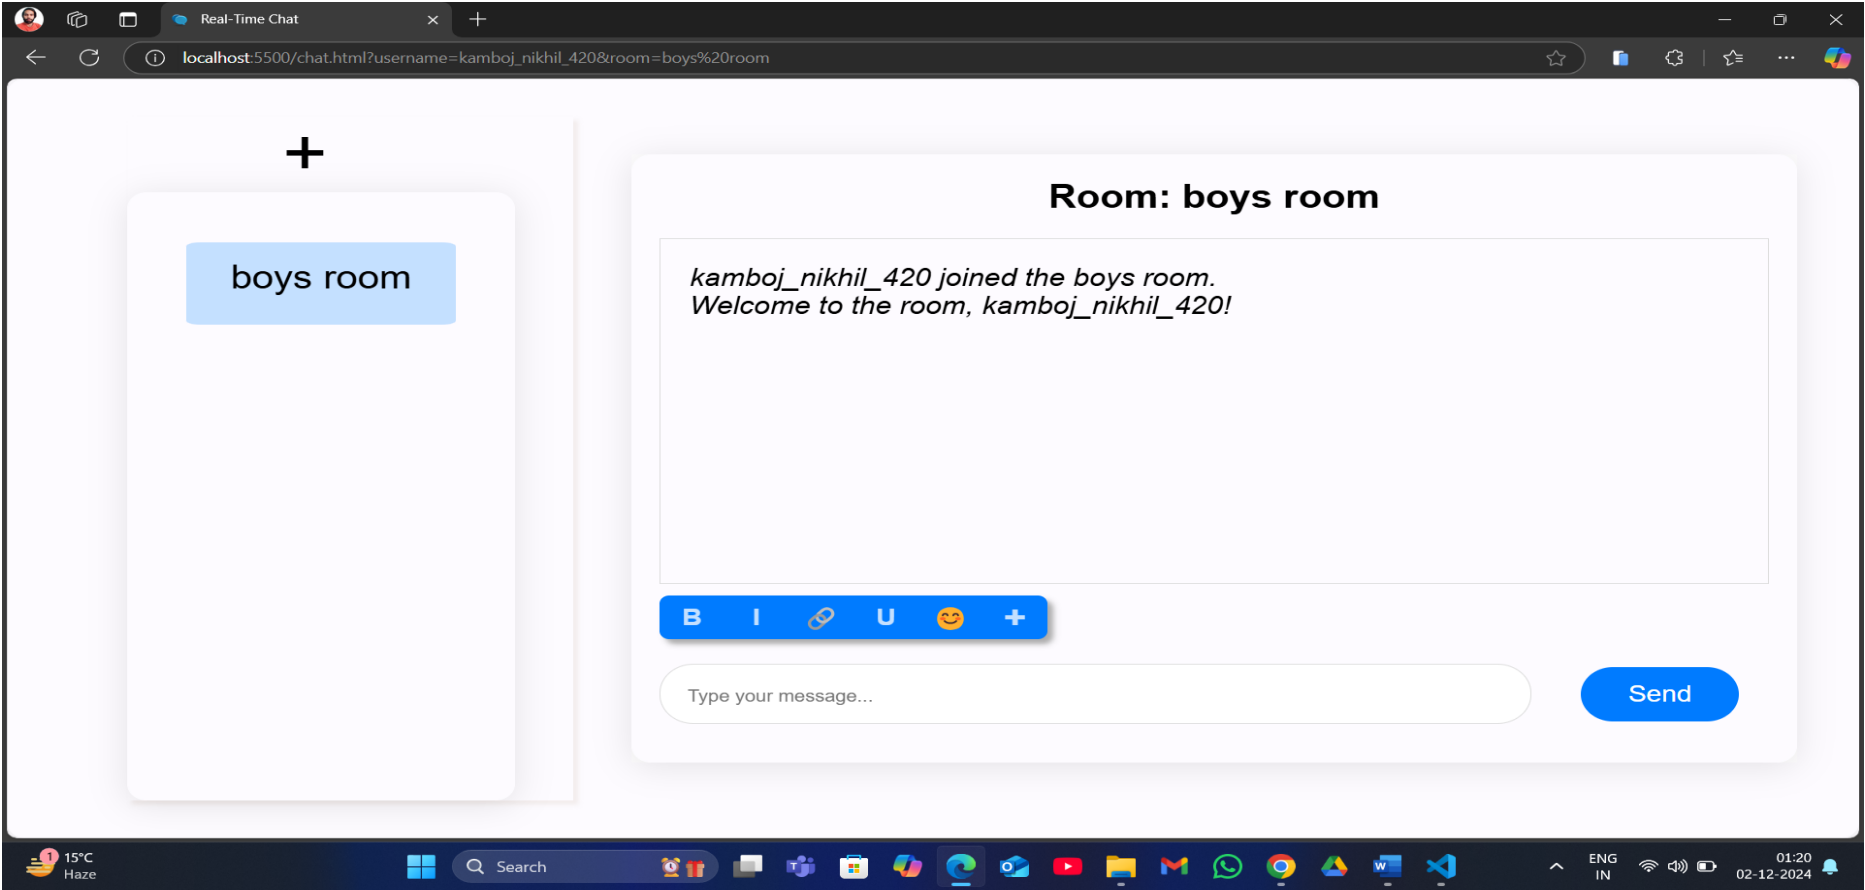 Real-Time Chat
localhost:5500/chat.html?username=kamboj_nikhil_420&room=boys%20room
+
boys room
Room: boys room
kamboj_nikhil_420 joined the boys room.
Welcome to the room, kamboj_nikhil_420!
B I U +
Type your message...
Send
1
15°C
Haze
Search
ENG
IN
01:20
02-12-2024